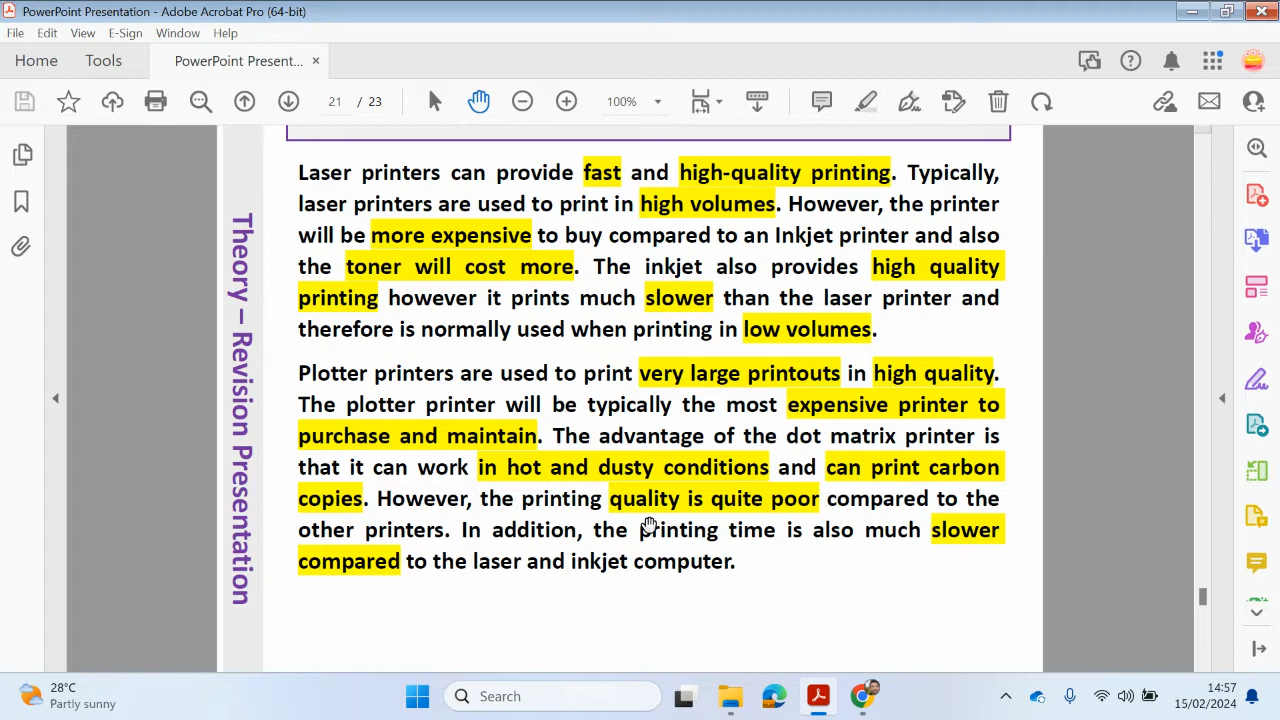 PowerPoint Presentation - Adobe Acrobat Pro (64-bit)
File Edit View E-Sign Window Help
Home Tools PowerPoint Present... ×
21 / 23 100%
Laser printers can provide fast and high-quality printing. Typically,
laser printers are used to print in high volumes. However, the printer
will be more expensive to buy compared to an Inkjet printer and also
the toner will cost more. The inkjet also provides high quality
printing however it prints much slower than the laser printer and
therefore is normally used when printing in low volumes.
Plotter printers are used to print very large printouts in high quality.
The plotter printer will be typically the most expensive printer to
purchase and maintain. The advantage of the dot matrix printer is
that it can work in hot and dusty conditions and can print carbon
copies. However, the printing quality is quite poor compared to the
other printers. In addition, the printing time is also much slower
compared to the laser and inkjet computer.
Theory – Revision Presentation
28°C
Partly sunny
Search
14:57
15/02/2024